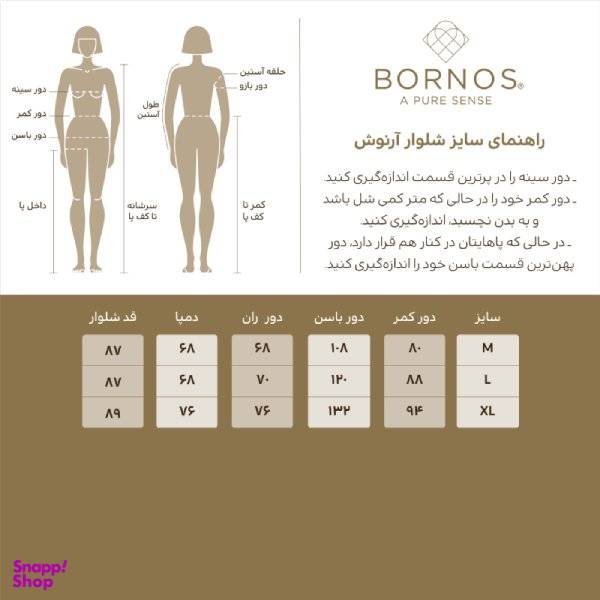 BORNOS®
A PURE SENSE
راهنمای سایز شلوار آرنوش
- دور سینه را در پرترین قسمت اندازه‌گیری کنید.
- دور کمر خود را در حالی که متر کمی شل باشد
و به بدن نچسبد، اندازه‌گیری کنید.
- در حالی که پاهایتان در کنار هم قرار دارد، دور
پهن‌ترین قسمت باسن خود را اندازه‌گیری کنید.
حلقه آستین
دور بازو
طول
آستین
دور سینه
دور کمر
دور باسن
داخل پا
سرشانه
تا کف پا
کمر تا
کف پا
سایز دور کمر دور باسن دور ران دمپا قد شلوار
M ۸۰ ۱۰۸ ۶۸ ۶۸ ۸۷
L ۸۸ ۱۲۰ ۷۰ ۶۸ ۸۷
XL ۹۴ ۱۳۲ ۷۶ ۷۶ ۸۹
Snapp!
Shop